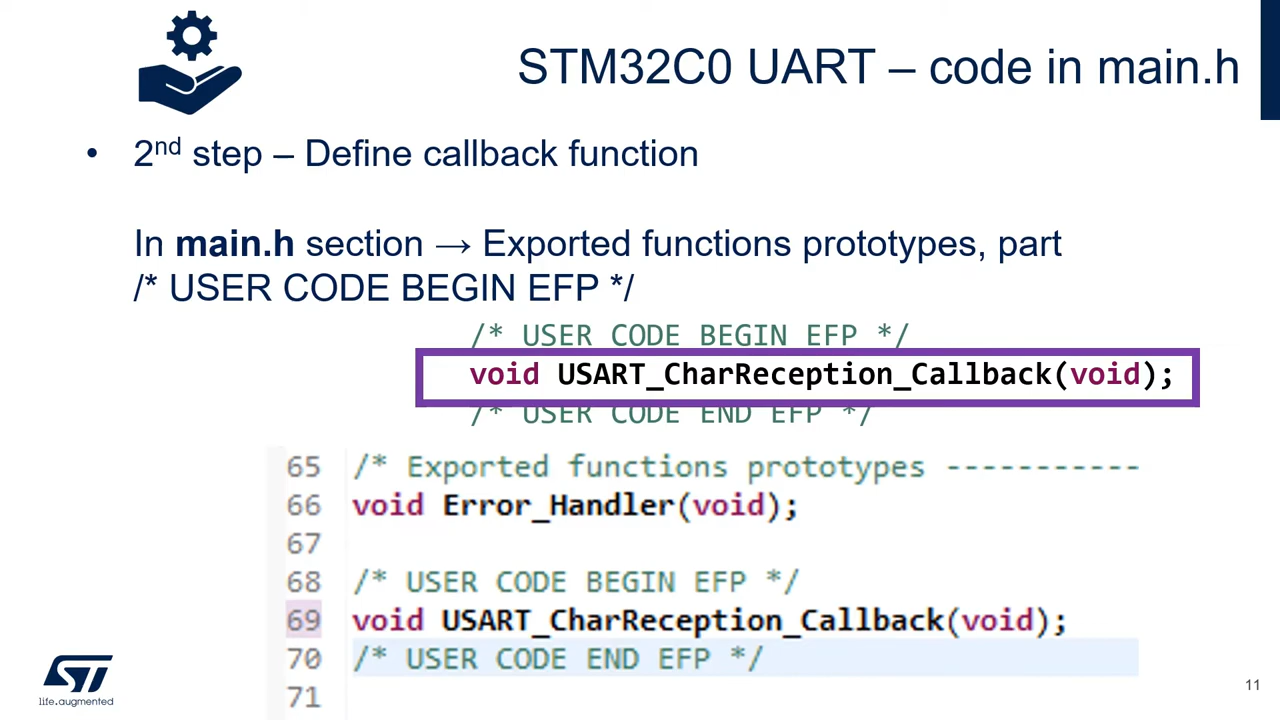 STM32C0 UART – code in main.h
• 2nd step – Define callback function
In main.h section → Exported functions prototypes, part
/* USER CODE BEGIN EFP */
/* USER CODE BEGIN EFP */
void USART_CharReception_Callback(void);
/* USER CODE END EFP */
65 /* Exported functions prototypes -----------
66 void Error_Handler(void);
67
68 /* USER CODE BEGIN EFP */
69 void USART_CharReception_Callback(void);
70 /* USER CODE END EFP */
71
ST
life.augmented
11